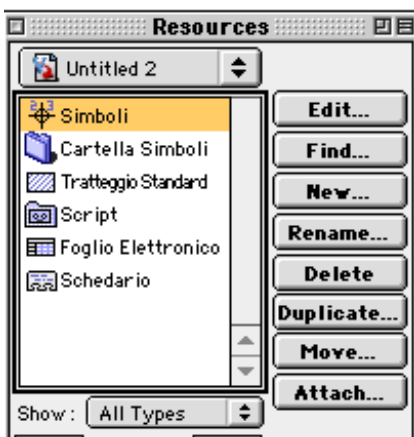 Resources
Untitled 2
Simboli
Cartella Simboli
Tratteggio Standard
Script
Foglio Elettronico
Schedario
Edit...
Find...
New...
Rename...
Delete
Duplicate...
Move...
Attach...
Show: All Types